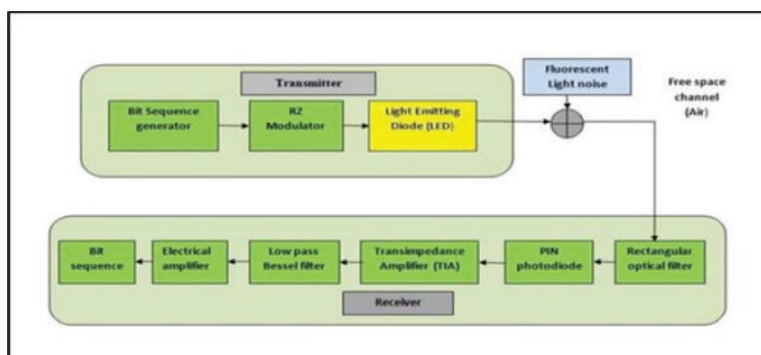 Transmitter
Bit Sequence
generator
RZ
Modulator
Light Emitting
Diode (LED)
Fluorescent
Light noise
Free space
channel
(Air)
Bit
sequence
Electrical
amplifier
Low pass
Bessel filter
Transimpedance
Amplifier (TIA)
PIN
photodiode
Rectangular
optical filter
Receiver